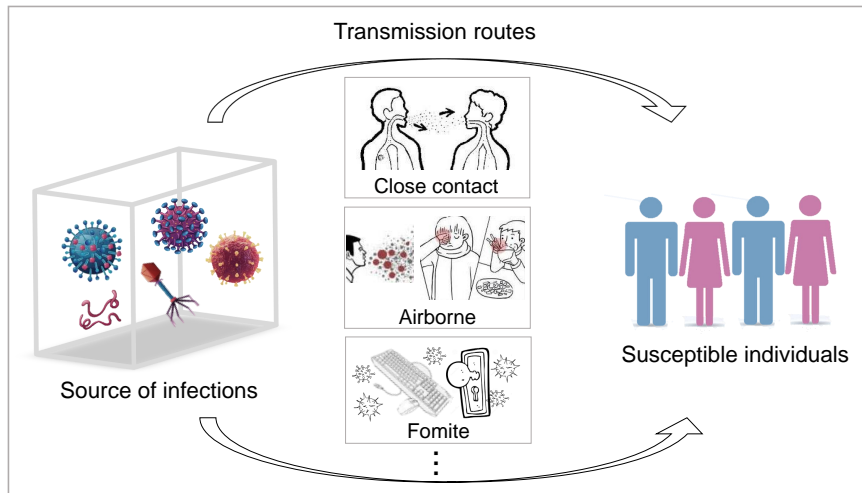 Transmission routes
Close contact
Airborne
Fomite
Source of infections
Susceptible individuals